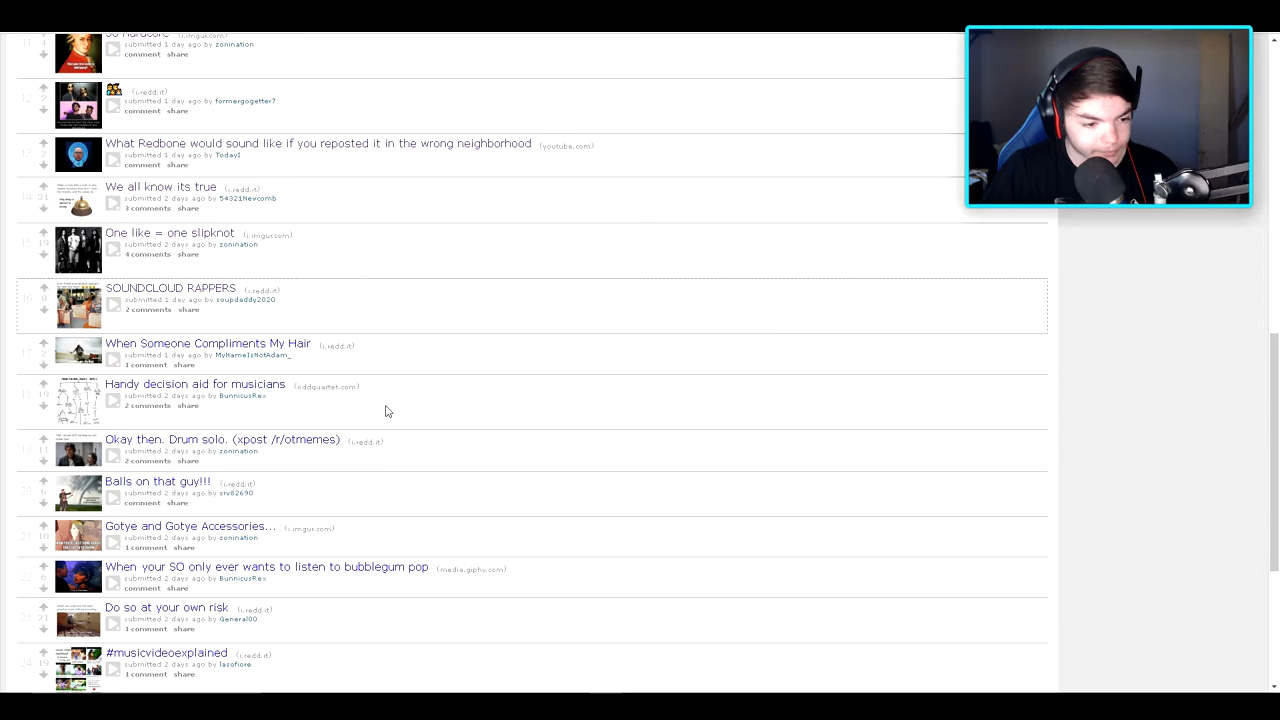 So hardcore (i.imgur.com)
submitted 1 day ago by zonination
comment share
(i.redd.it)
submitted 1 day ago by formergogetter7
comment share
What Redbone would sound like if you reposted it in the wrong neighborhood (youtube.com)
submitted 1 day ago by TodayI
comment share
We all know its true (i.redd.it)
submitted 2 days ago by 54321Newcomb
3 comments share
One like = one slipknot (i.imgur.com)
submitted 2 days ago by zonination
4 comments share
SOUNDCLOUD RAPPERS (i.redd.it)
submitted 1 day ago by soupdaddy2020
2 comments share
When Someone Compliments My Hair (i.redd.it)
submitted 1 day ago by MyNameIsNotAdam_
1 comment share
Handy decision aid for musicians (oddquartet.com)
submitted 2 days ago by BunnicusRex
2 comments share
Okay then. Drum solos it is. /r/otmemes (i.redd.it)
submitted 2 days ago by zonination
2 comments share
Balls on that guy!!! (i.redd.it)
submitted 2 days ago by srv82690
comment share
Gotye and Gotye Accessories... (i.imgur.com)
submitted 2 days ago by zonination
1 comment share
When your SO only ever wants to listen to bubblegum pop (media.giphy.com)
submitted 2 days ago by BunnicusRex
comment share
Do so at your own risk (i.redd.it)
submitted 2 days ago by General00
1 comment share
#musicvideoexplained (i.redd.it)
submitted 2 days ago by lasofiore
1 comment share